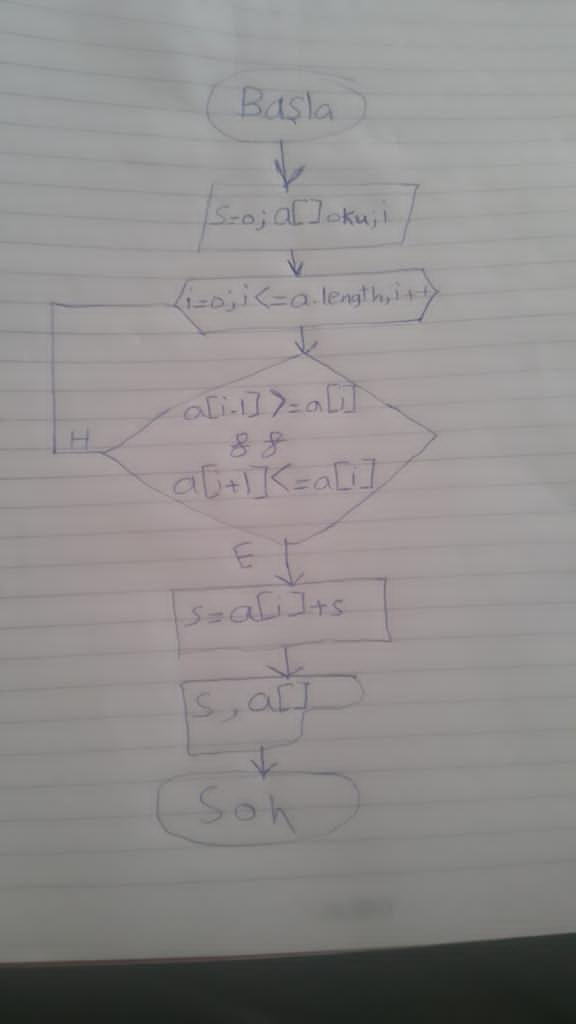 Başla
S=0; a[] oku, i
i=0; i<=a.length, i++
a[i-1] >= a[i]
&&
a[i+1] <= a[i]
H
E
s=a[i]+s
s, a[]
Son